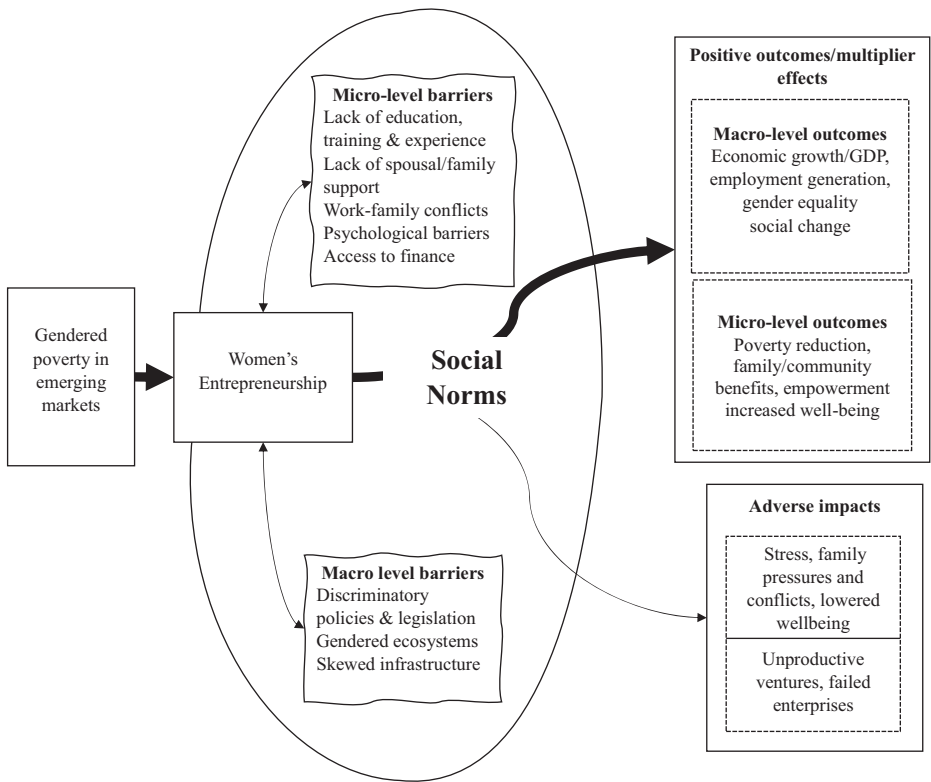 Gendered
poverty in
emerging
markets
Women's
Entrepreneurship
Micro-level barriers
Lack of education,
training & experience
Lack of spousal/family
support
Work-family conflicts
Psychological barriers
Access to finance
Social
Norms
Macro level barriers
Discriminatory
policies & legislation
Gendered ecosystems
Skewed infrastructure
Positive outcomes/multiplier
effects
Macro-level outcomes
Economic growth/GDP,
employment generation,
gender equality
social change
Micro-level outcomes
Poverty reduction,
family/community
benefits, empowerment
increased well-being
Adverse impacts
Stress, family
pressures and
conflicts, lowered
wellbeing
Unproductive
ventures, failed
enterprises